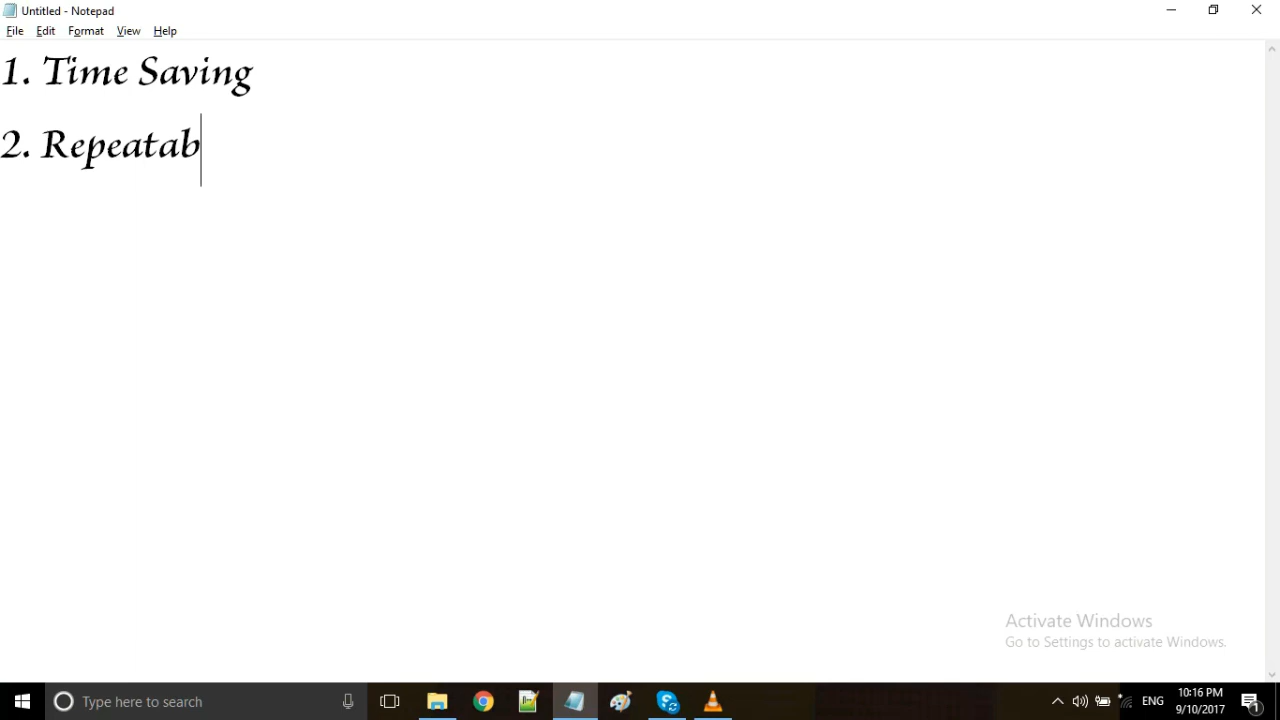 Untitled - Notepad
File Edit Format View Help
1. Time Saving
2. Repeatab
Activate Windows
Go to Settings to activate Windows.
Type here to search
ENG
10:16 PM
9/10/2017
1